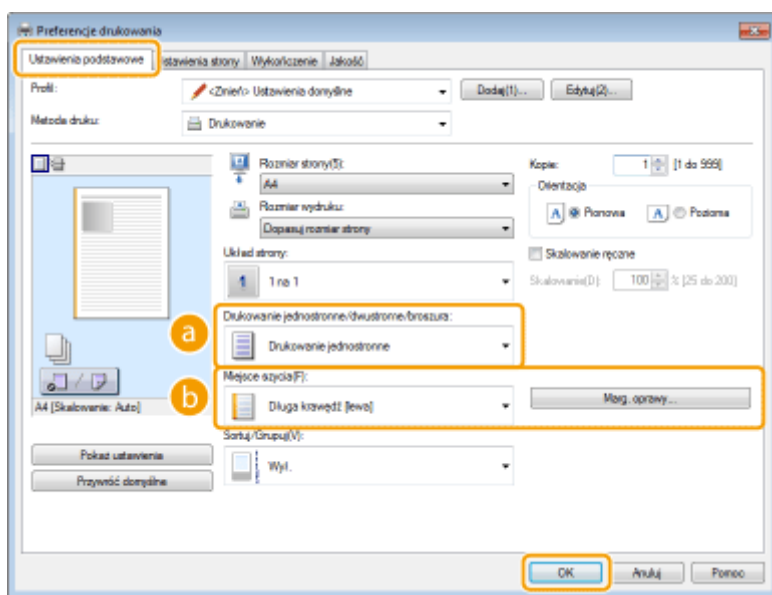 Preferencje drukowania
Ustawienia podstawowe Ustawienia strony Wykończenie Jakość
Profil: <Zmień> Ustawienia domyślne Dodaj(1)... Edytuj(2)...
Metoda druku: Drukowanie
Rozmiar strony(5): Kopie: 1 [1 do 999]
A4 Orientacja
Rozmiar wydruku: A Pionowa A Pozioma
Dopasuj rozmiar strony
Układ strony: Skalowanie ręczne
1 1 na 1 Skalowanie(D): 100 % [25 do 200]
a Drukowanie jednostronne/dwustronne/broszura:
Drukowanie jednostronne
b Miejsce szycia(F):
A4 [Skalowanie: Auto] Długa krawędź [lewa] Marg. oprawy...
Sortuj/Grupuj(V):
Pokaż ustawienia Wył.
Przywróć domyślne
OK Anuluj Pomoc